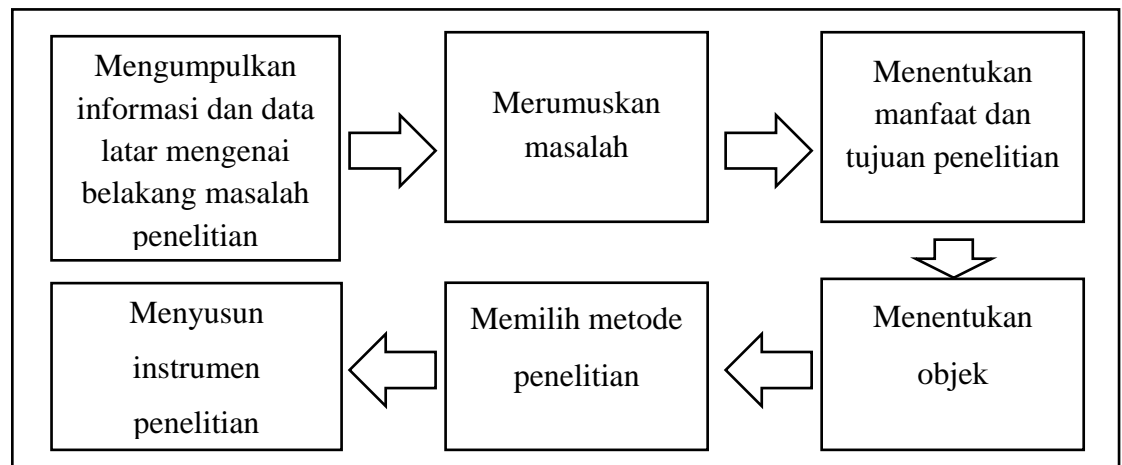 Mengumpulkan
informasi dan data
latar mengenai
belakang masalah
penelitian
Merumuskan
masalah
Menentukan
manfaat dan
tujuan penelitian
Menentukan
objek
Memilih metode
penelitian
Menyusun
instrumen
penelitian